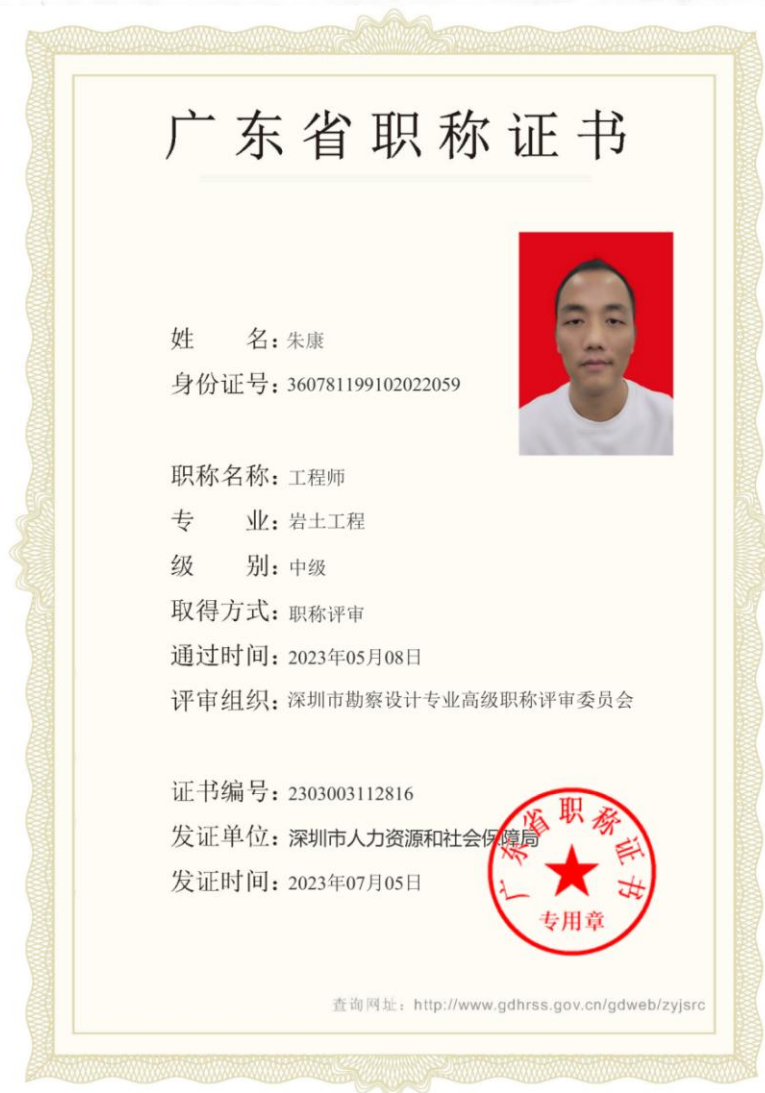 广东省职称证书
姓 名：朱康
身份证号：360781199102022059
职称名称：工程师
专 业：岩土工程
级 别：中级
取得方式：职称评审
通过时间：2023年05月08日
评审组织：深圳市勘察设计专业高级职称评审委员会
证书编号：2303003112816
发证单位：深圳市人力资源和社会保障局
发证时间：2023年07月05日
广东省职称证书
专用章
查询网址：http://www.gdhrss.gov.cn/gdweb/zyjsrc